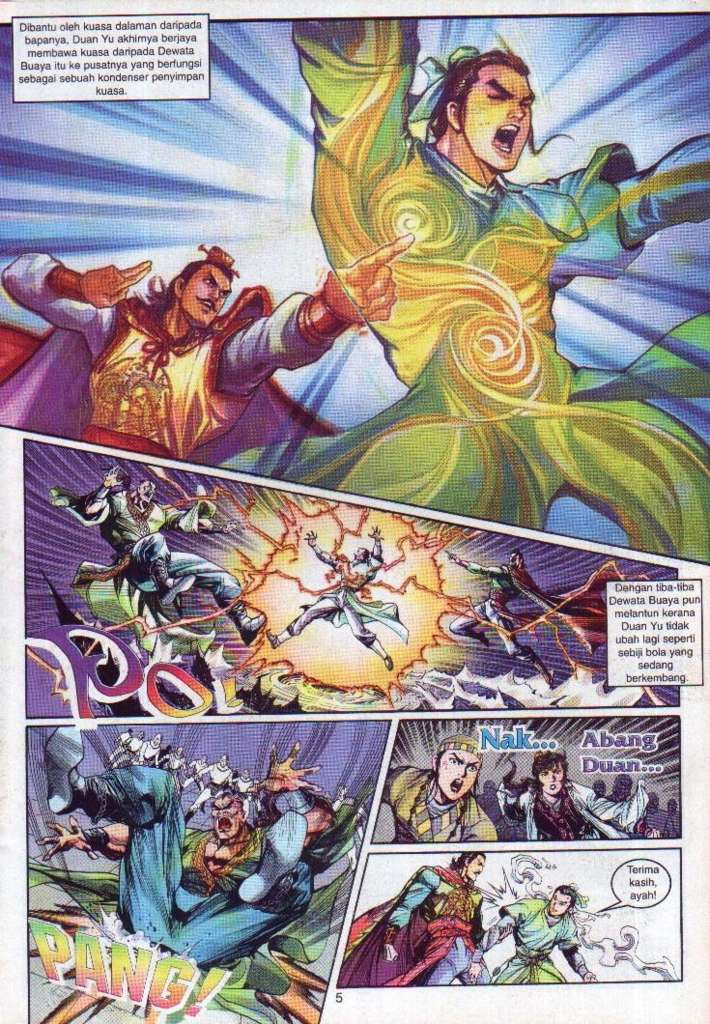 Dibantu oleh kuasa dalaman daripada
bapanya, Duan Yu akhirnya berjaya
membawa kuasa daripada Dewata
Buaya itu ke pusatnya yang berfungsi
sebagai sebuah kondenser penyimpan
kuasa.
Dengan tiba-tiba
Dewata Buaya pun
melantun kerana
Duan Yu tidak
ubah lagi seperti
sebiji bola yang
sedang
berkembang.
PO!
Nak...
Abang
Duan...
PANG!
Terima
kasih,
ayah!
5